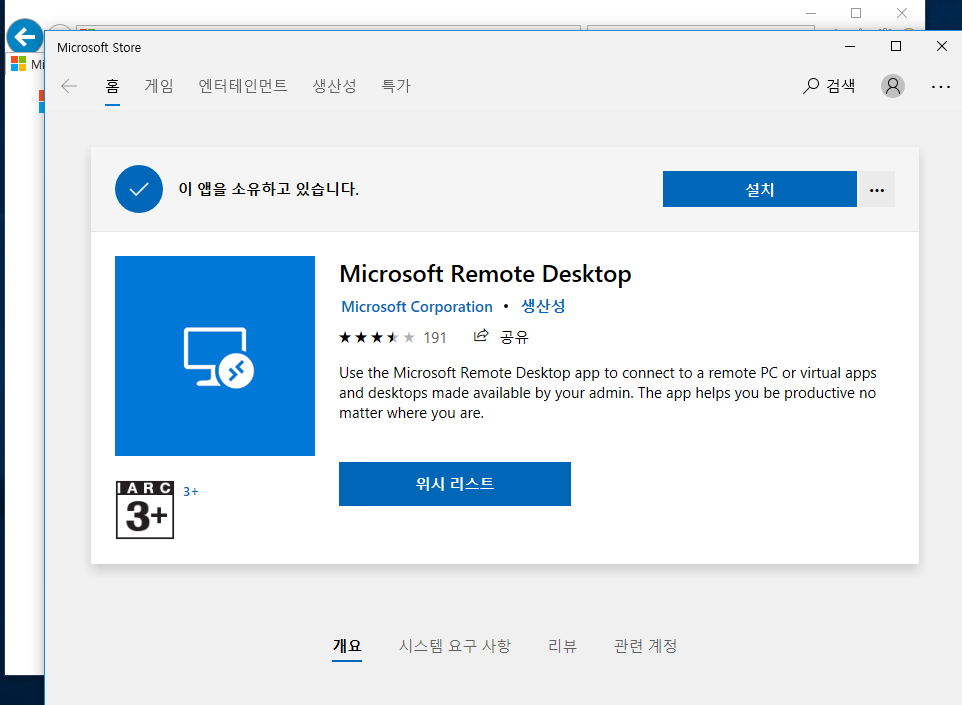 Microsoft Store
Mi
홈 게임 엔터테인먼트 생산성 특가 검색
이 앱을 소유하고 있습니다. 설치
Microsoft Remote Desktop
Microsoft Corporation • 생산성
191 공유
Use the Microsoft Remote Desktop app to connect to a remote PC or virtual apps
and desktops made available by your admin. The app helps you be productive no
matter where you are.
위시 리스트
IARC
3+
3+
개요 시스템 요구 사항 리뷰 관련 계정